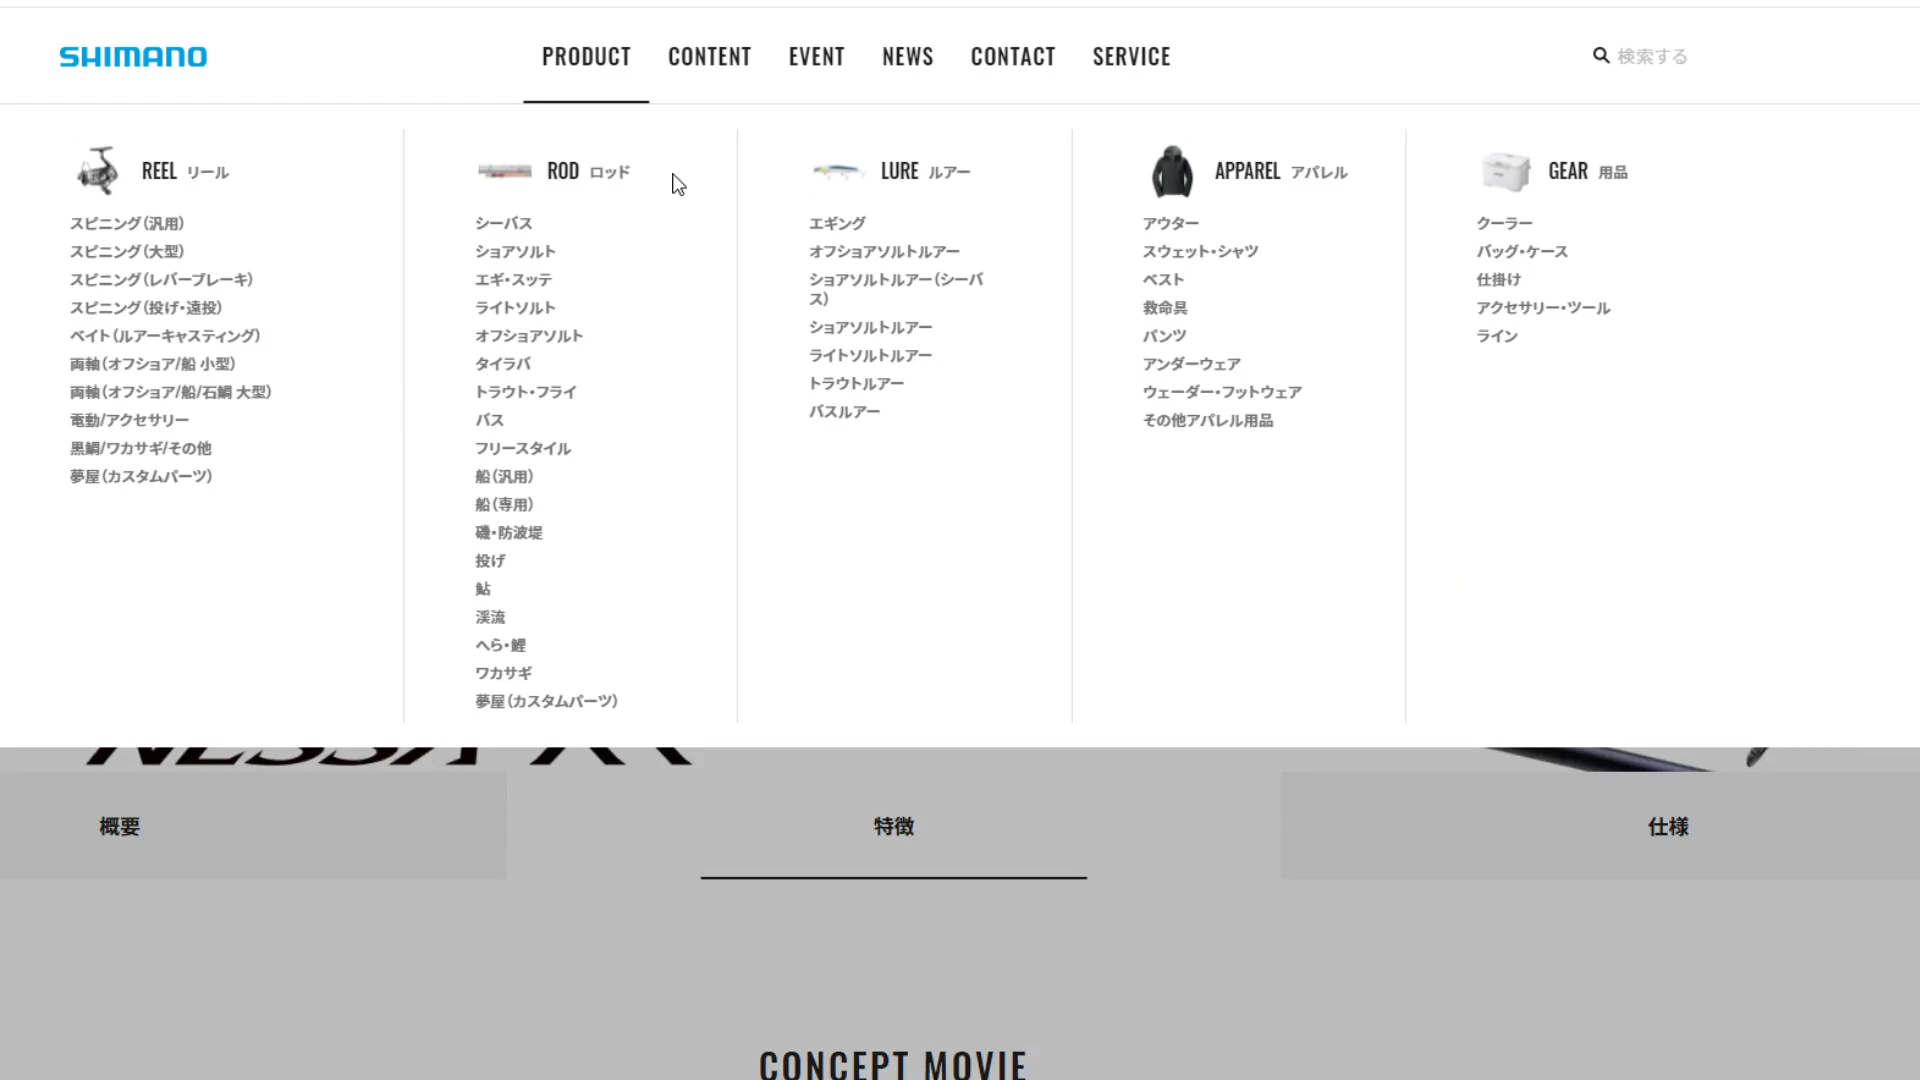 SHIMANO
PRODUCT CONTENT EVENT NEWS CONTACT SERVICE
検索する
REEL リール
スピニング(汎用)
スピニング(大型)
スピニング(レバーブレーキ)
スピニング(投げ・遠投)
ベイト(ルアーキャスティング)
両軸(オフショア/船 小型)
両軸(オフショア/船/石鯛 大型)
電動/アクセサリー
黒鯛/ワカサギ/その他
夢屋(カスタムパーツ)
ROD ロッド
シーバス
ショアソルト
エギ・スッテ
ライトソルト
オフショアソルト
タイラバ
トラウト・フライ
バス
フリースタイル
船(汎用)
船(専用)
磯・防波堤
投げ
鮎
渓流
へら・鯉
ワカサギ
夢屋(カスタムパーツ)
LURE ルアー
エギング
オフショアソルトルアー
ショアソルトルアー(シーバ
ス)
ショアソルトルアー
ライトソルトルアー
トラウトルアー
バスルアー
APPAREL アパレル
アウター
スウェット・シャツ
ベスト
救命具
パンツ
アンダーウェア
ウェーダー・フットウェア
その他アパレル用品
GEAR 用品
クーラー
バッグ・ケース
仕掛け
アクセサリー・ツール
ライン
概要
特徴
仕様
CONCEPT MOVIE